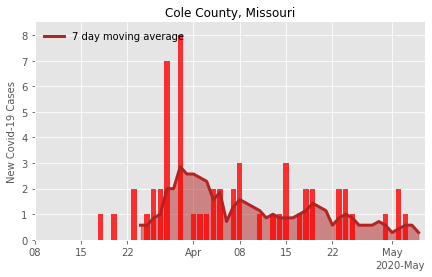 Cole County, Missouri
7 day moving average
New Covid-19 Cases
8
7
6
5
4
3
2
1
0
08 15 22 Apr 08 15 22 May
2020-May